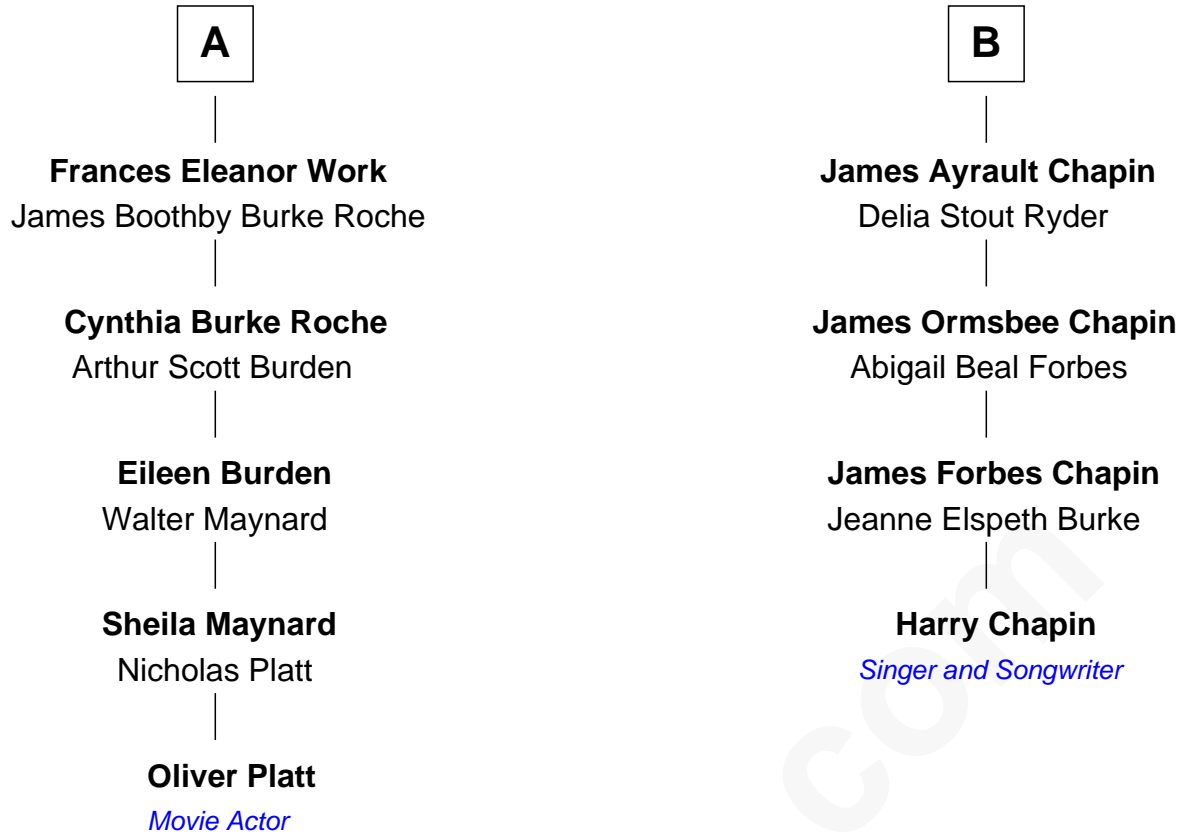 A
Frances Eleanor Work
James Boothby Burke Roche
Cynthia Burke Roche
Arthur Scott Burden
Eileen Burden
Walter Maynard
Sheila Maynard
Nicholas Platt
Oliver Platt
Movie Actor
B
James Ayrault Chapin
Delia Stout Ryder
James Ormsbee Chapin
Abigail Beal Forbes
James Forbes Chapin
Jeanne Elspeth Burke
Harry Chapin
Singer and Songwriter
com